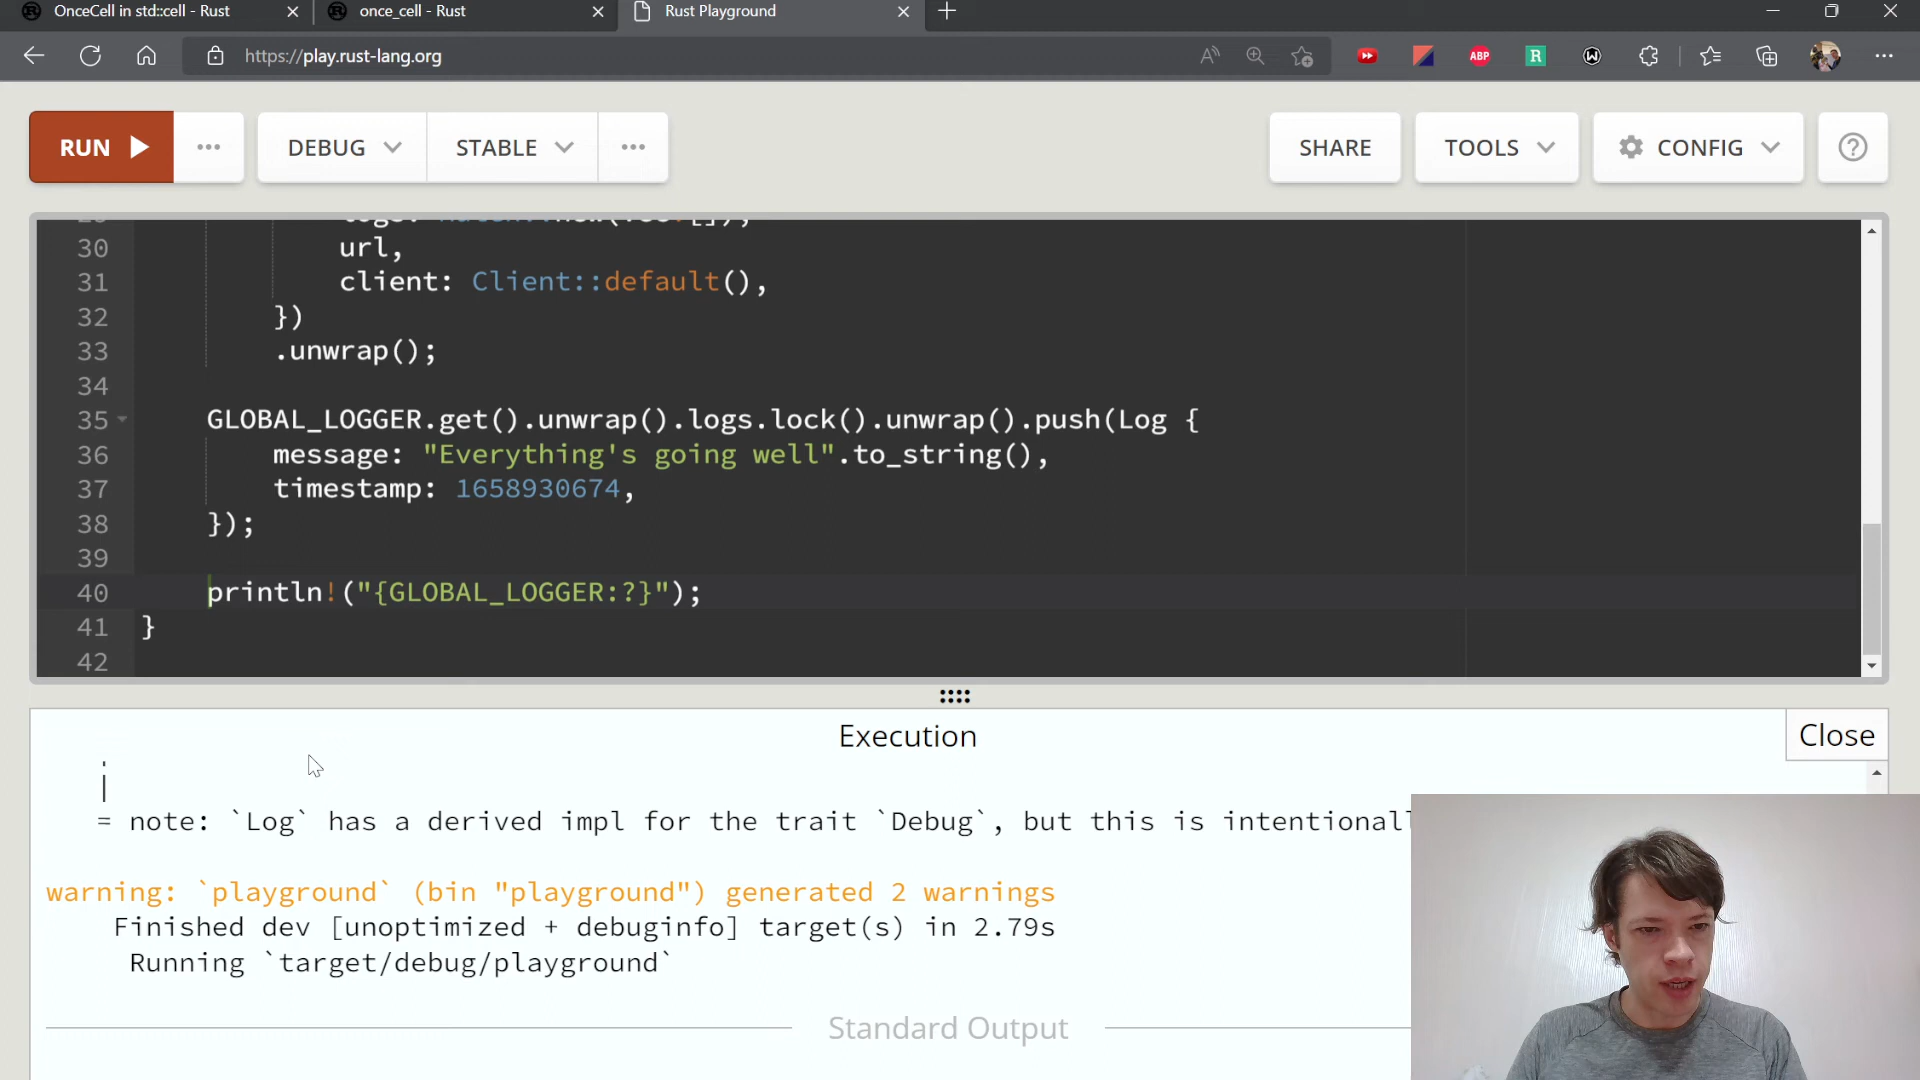 OnceCell in std::cell - Rust
once_cell - Rust
Rust Playground
https://play.rust-lang.org
ABP
R
RUN
DEBUG
STABLE
SHARE
TOOLS
CONFIG
30 url,
31 client: Client::default(),
32 })
33 .unwrap();
34
35 GLOBAL_LOGGER.get().unwrap().logs.lock().unwrap().push(Log {
36 message: "Everything's going well".to_string(),
37 timestamp: 1658930674,
38 });
39
40 println!("{GLOBAL_LOGGER:?}");
41 }
42
Execution
Close
|
= note: `Log` has a derived impl for the trait `Debug`, but this is intentionall
warning: `playground` (bin "playground") generated 2 warnings
Finished dev [unoptimized + debuginfo] target(s) in 2.79s
Running `target/debug/playground`
Standard Output